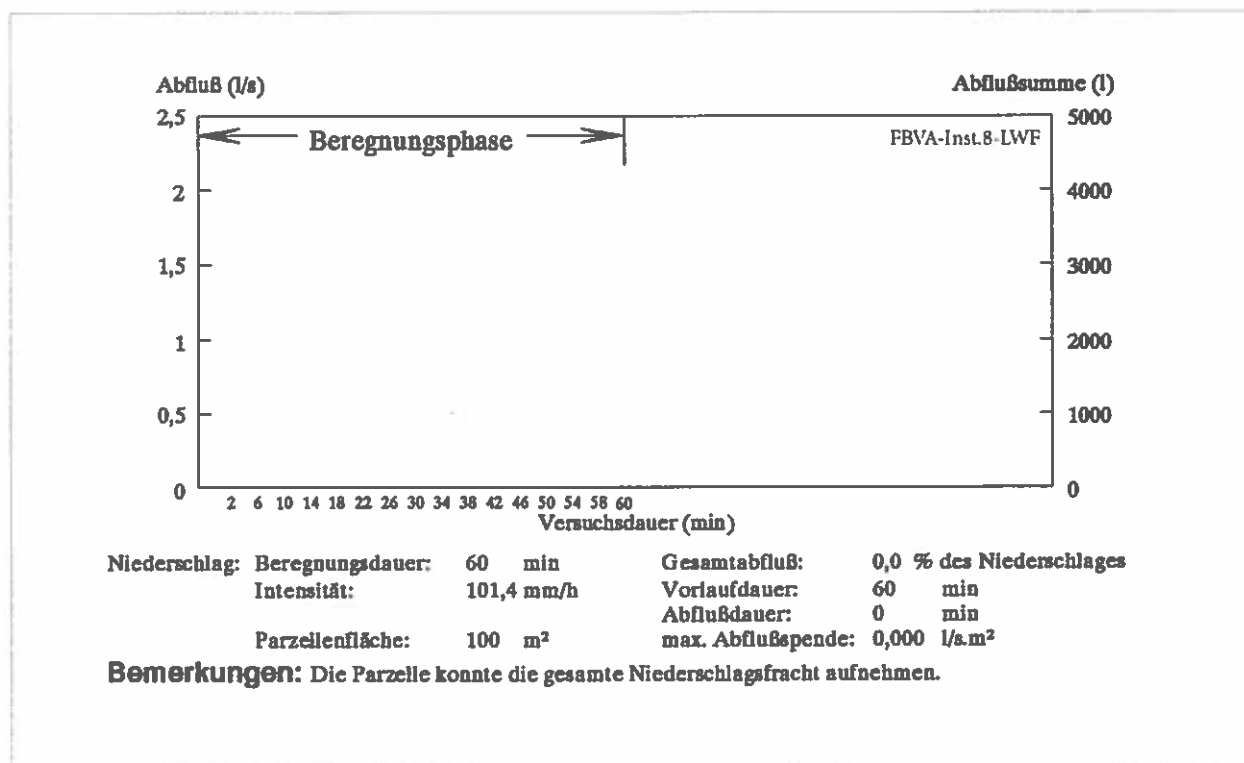 Abfluß (l/s) Abflußsumme (l)
2,5 5000
Beregnungsphase FBVA-Inst.8-LWF
2 4000
1,5 3000
1 2000
0,5 1000
0 0
2 6 10 14 18 22 26 30 34 38 42 46 50 54 58 60
Versuchsdauer (min)
Niederschlag: Beregnungsdauer: 60 min Gesamtabfluß: 0,0 % des Niederschlages
Intensität: 101,4 mm/h Vorlaufdauer: 60 min
Abflußdauer: 0 min
Parzellenfläche: 100 m² max. Abflußspende: 0,000 l/s.m²
Bemerkungen: Die Parzelle konnte die gesamte Niederschlagsfracht aufnehmen.